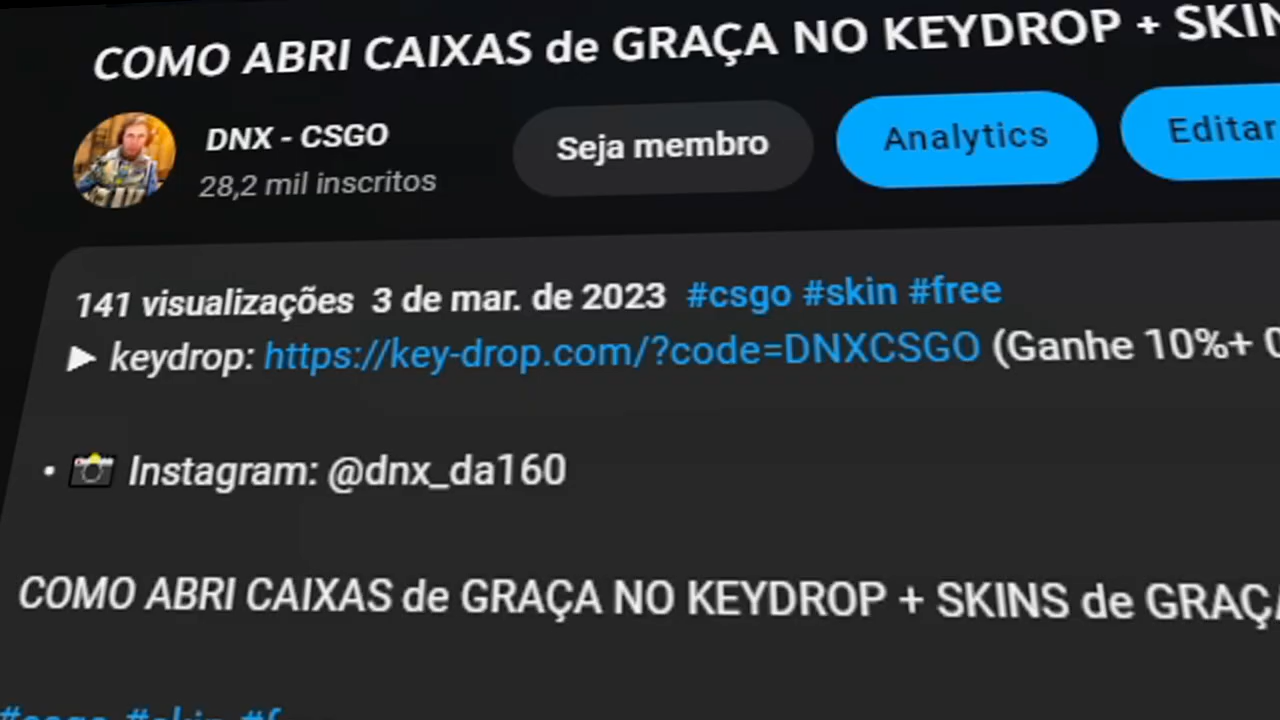 COMO ABRI CAIXAS de GRAÇA NO KEYDROP + SKIN
DNX - CSGO
28,2 mil inscritos
Seja membro
Analytics
Editar
141 visualizações 3 de mar. de 2023 #csgo #skin #free
▶ keydrop: https://key-drop.com/?code=DNXCSGO (Ganhe 10%+
• 📸 Instagram: @dnx_da160
COMO ABRI CAIXAS de GRAÇA NO KEYDROP + SKINS de GRAÇA
#csgo #skin #f